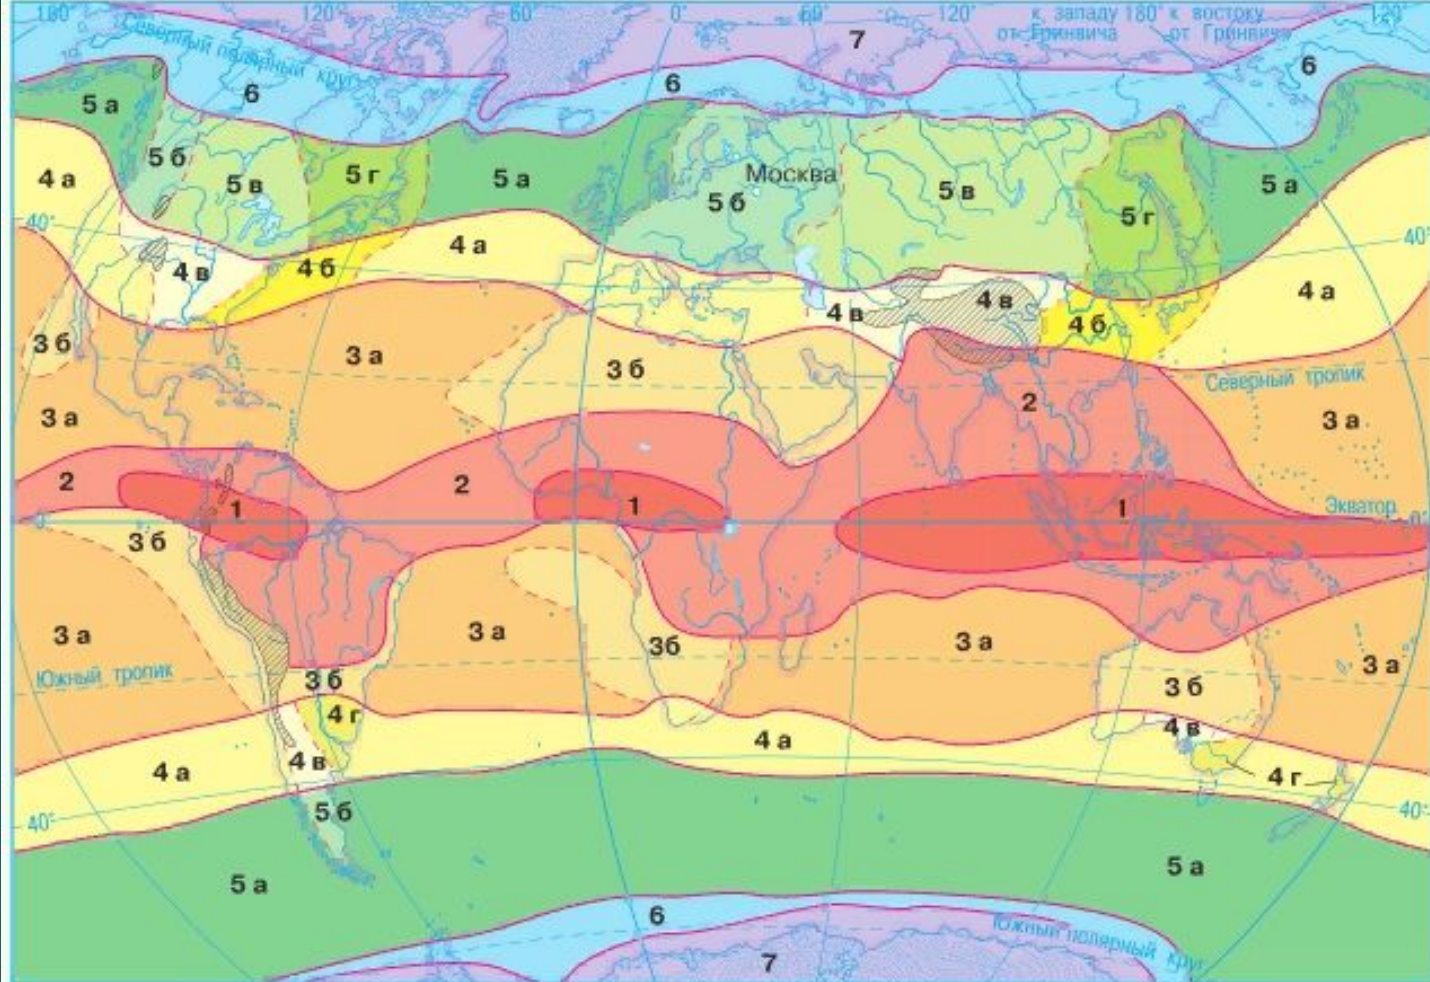 180° 120° 60° 0° 60° 120° к западу 180° к востоку 120°
от Гринвича от Гринвича
Северный полярный круг
7
6 6 6
5 а
5 б 5 в 5 г 5 а Москва 5 б 5 в 5 г 5 а
4 а
40° 40°
4 а
4 в 4 б 4 в 4 в 4 б 4 а
3 б 3 а 3 б
Северный тропик
3 а 2 3 а
2 2
1 1 1 Экватор
0° 0°
3 б
3 а 3 а 3б 3 а 3 а
Южный тропик 3 б 3 б
4 г 4 в
4 а 4 в 4 а 4 г
40° 5 б 40°
5 а 5 а
6
Южный полярный круг
7